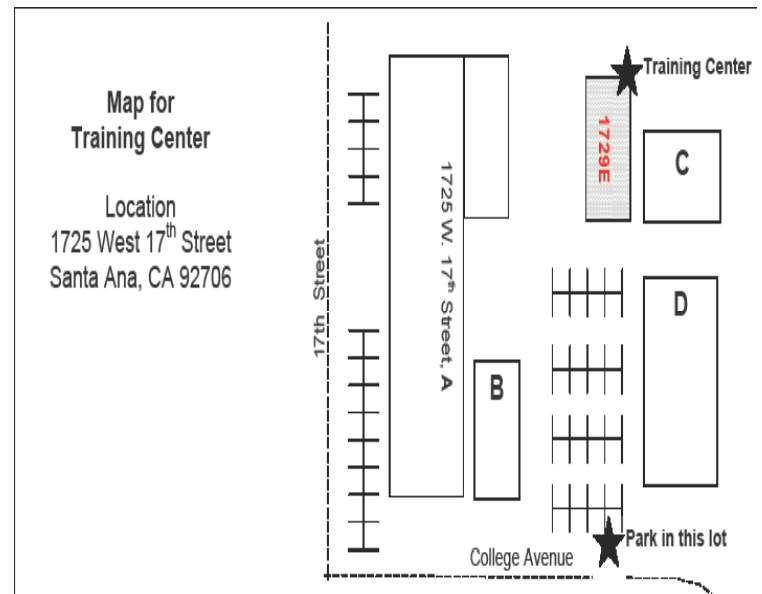 Map for
Training Center
Location
1725 West 17th Street
Santa Ana, CA 92706
17th Street
1725 W. 17th Street, A
B
1729E
Training Center
C
D
Park in this lot
College Avenue